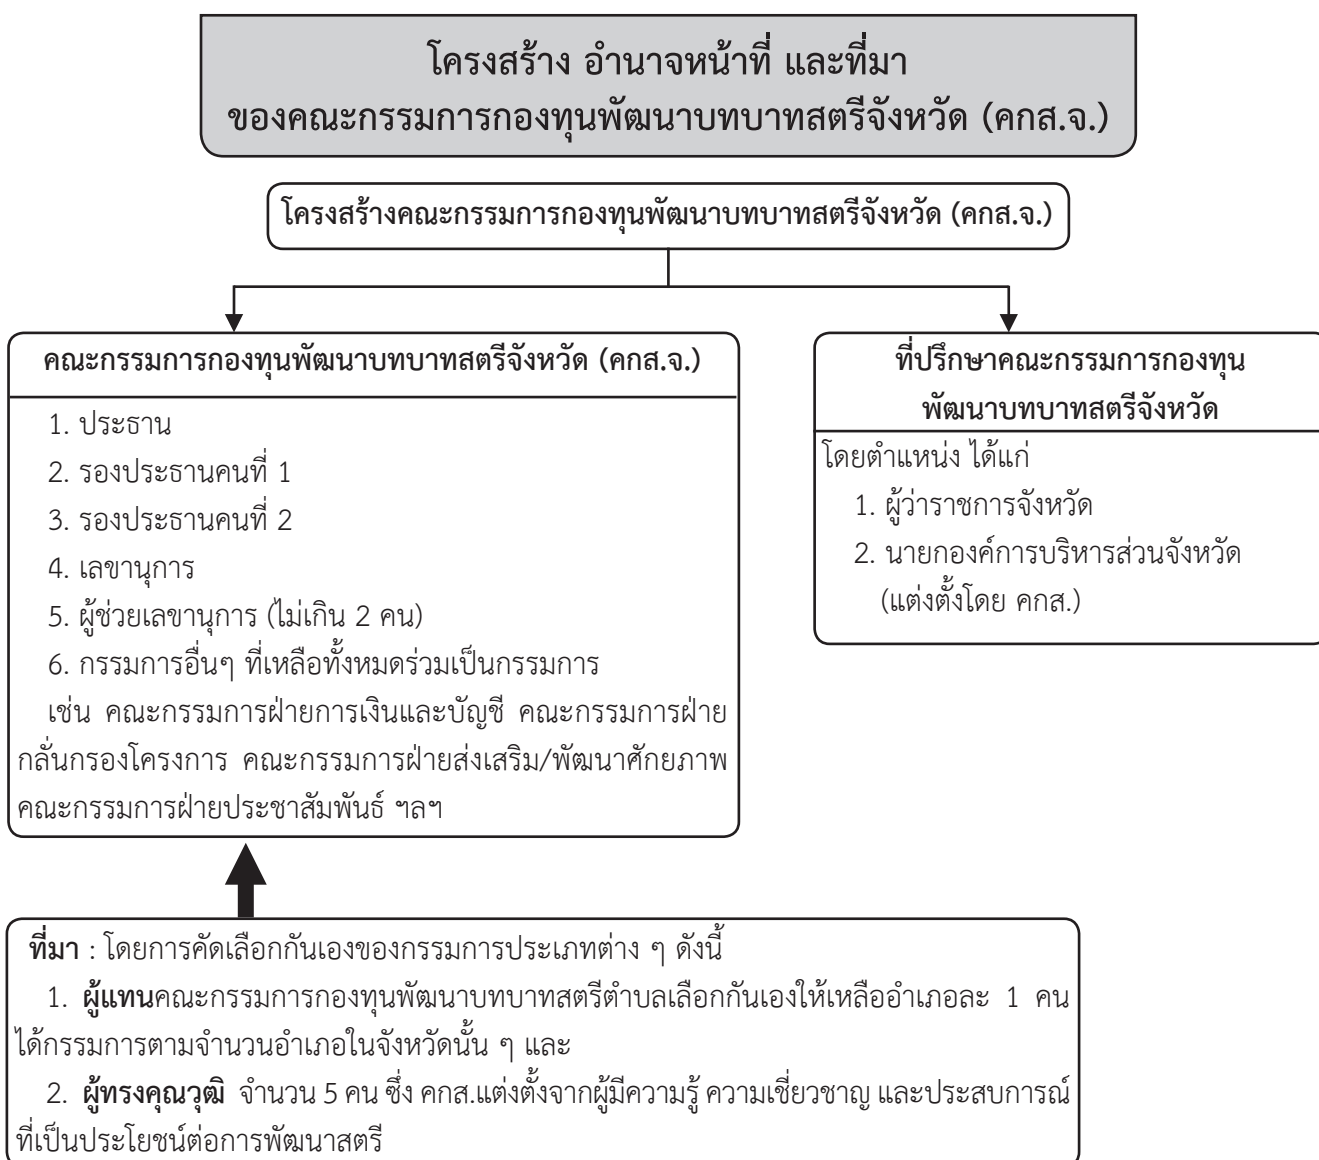 โครงสร้าง อำนาจหน้าที่ และที่มา
ของคณะกรรมการกองทุนพัฒนาบทบาทสตรีจังหวัด (คกส.จ.)
โครงสร้างคณะกรรมการกองทุนพัฒนาบทบาทสตรีจังหวัด (คกส.จ.)
คณะกรรมการกองทุนพัฒนาบทบาทสตรีจังหวัด (คกส.จ.)
1. ประธาน
2. รองประธานคนที่ 1
3. รองประธานคนที่ 2
4. เลขานุการ
5. ผู้ช่วยเลขานุการ (ไม่เกิน 2 คน)
6. กรรมการอื่นๆ ที่เหลือทั้งหมดร่วมเป็นกรรมการ
เช่น คณะกรรมการฝ่ายการเงินและบัญชี คณะกรรมการฝ่าย
กลั่นกรองโครงการ คณะกรรมการฝ่ายส่งเสริม/พัฒนาศักยภาพ
คณะกรรมการฝ่ายประชาสัมพันธ์ ฯลฯ
ที่ปรึกษาคณะกรรมการกองทุน
พัฒนาบทบาทสตรีจังหวัด
โดยตำแหน่ง ได้แก่
1. ผู้ว่าราชการจังหวัด
2. นายกองค์การบริหารส่วนจังหวัด
(แต่งตั้งโดย คกส.)
ที่มา : โดยการคัดเลือกกันเองของกรรมการประเภทต่าง ๆ ดังนี้
1. ผู้แทนคณะกรรมการกองทุนพัฒนาบทบาทสตรีตำบลเลือกกันเองให้เหลืออำเภอละ 1 คน
ได้กรรมการตามจำนวนอำเภอในจังหวัดนั้น ๆ และ
2. ผู้ทรงคุณวุฒิ จำนวน 5 คน ซึ่ง คกส.แต่งตั้งจากผู้มีความรู้ ความเชี่ยวชาญ และประสบการณ์
ที่เป็นประโยชน์ต่อการพัฒนาสตรี